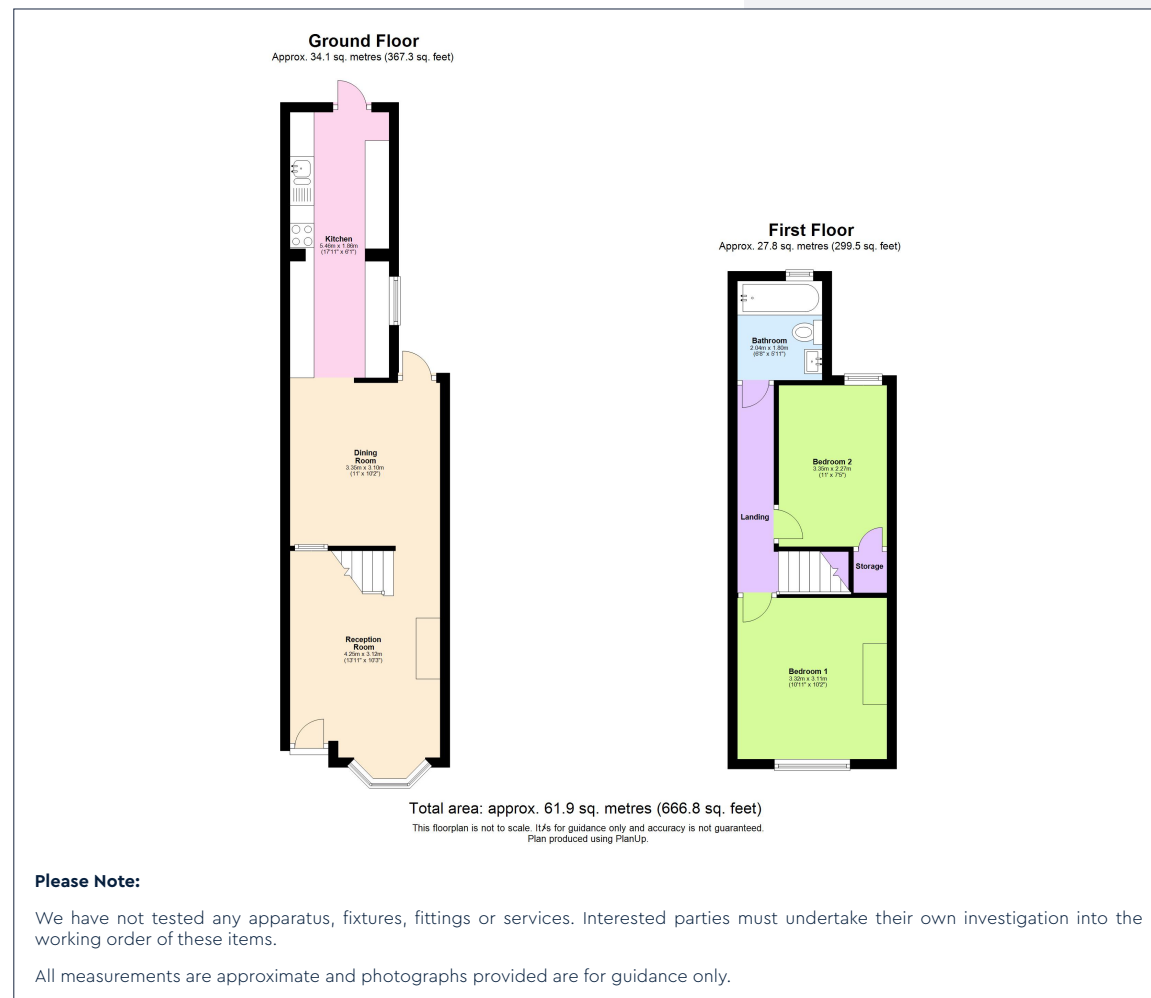 Ground Floor
Approx. 34.1 sq. metres (367.3 sq. feet)
Kitchen
5.46m x 1.86m
(17'11" x 6'1")
Dining
Room
3.35m x 3.10m
(11' x 10'2")
Reception
Room
4.25m x 3.12m
(13'11" x 10'3")
First Floor
Approx. 27.8 sq. metres (299.5 sq. feet)
Bathroom
2.04m x 1.80m
(6'8" x 5'11")
Bedroom 2
3.35m x 2.27m
(11' x 7'5")
Landing
Storage
Bedroom 1
3.32m x 3.11m
(10'11" x 10'2")
Total area: approx. 61.9 sq. metres (666.8 sq. feet)
This floorplan is not to scale. It's for guidance only and accuracy is not guaranteed.
Plan produced using PlanUp.
Please Note:
We have not tested any apparatus, fixtures, fittings or services. Interested parties must undertake their own investigation into the
working order of these items.
All measurements are approximate and photographs provided are for guidance only.